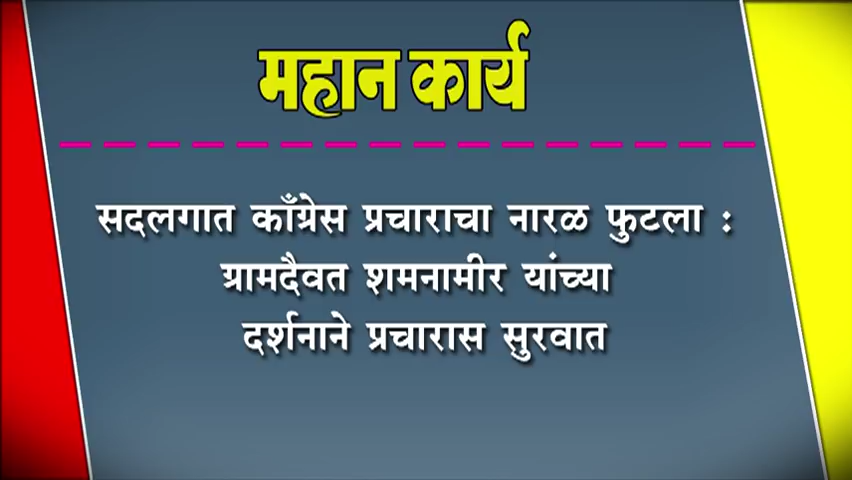 महान कार्य
सदलगात काँग्रेस प्रचाराचा नारळ फुटला :
ग्रामदैवत शमनामीर यांच्या
दर्शनाने प्रचारास सुरवात